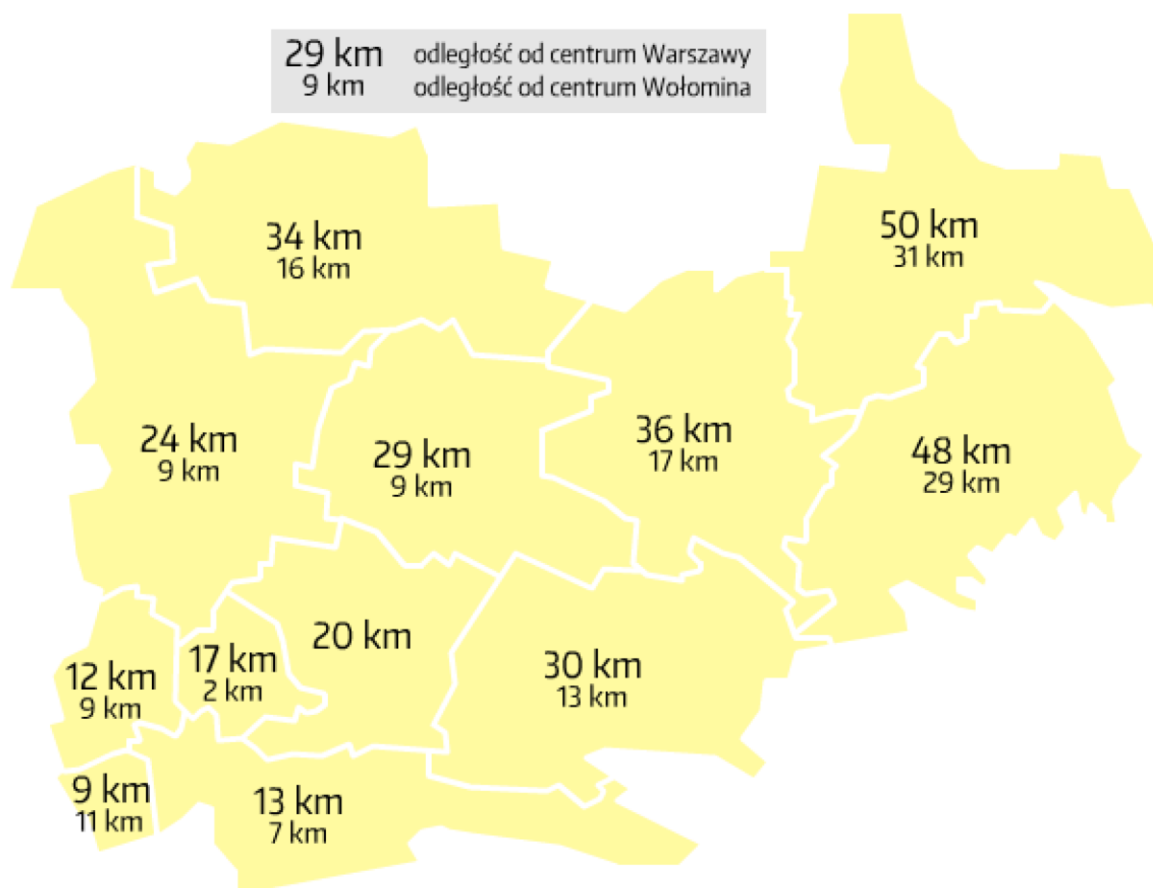 29 km odległość od centrum Warszawy
9 km odległość od centrum Wołomina
34 km
16 km
50 km
31 km
24 km
9 km
29 km
9 km
36 km
17 km
48 km
29 km
12 km
9 km
17 km
2 km
20 km
30 km
13 km
9 km
11 km
13 km
7 km